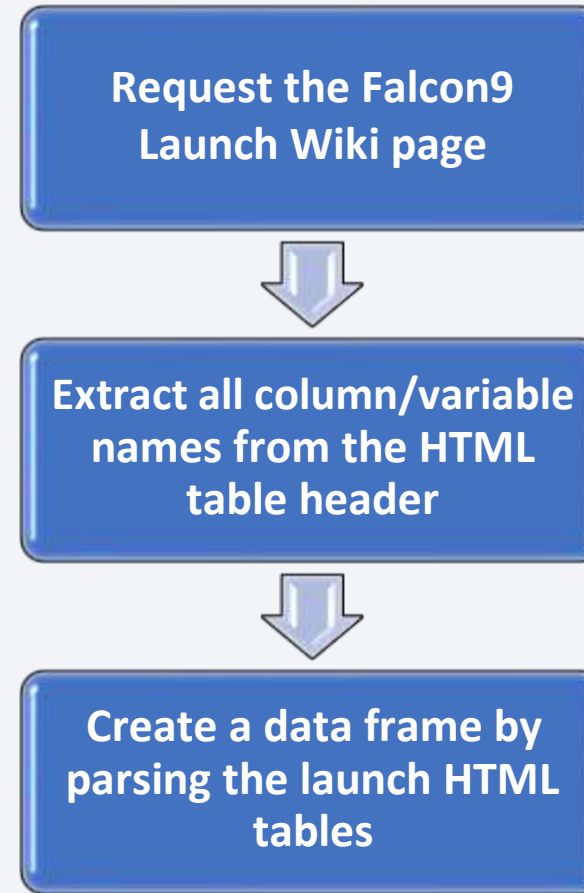 Request the Falcon9
Launch Wiki page
Extract all column/variable
names from the HTML
table header
Create a data frame by
parsing the launch HTML
tables